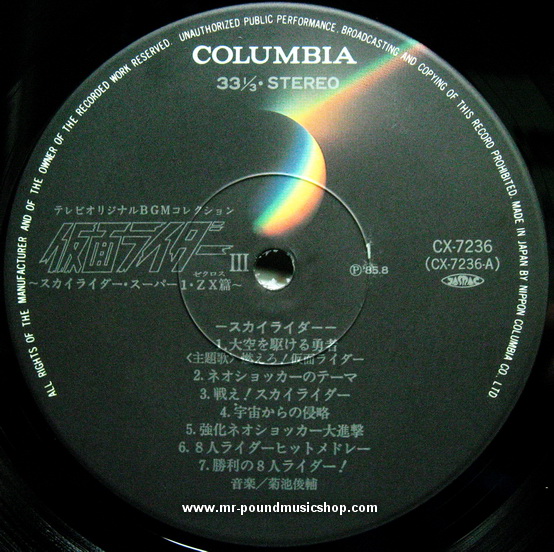 ALL RIGHTS OF THE MANUFACTURER AND OF THE OWNER OF THE RECORDED WORK RESERVED. UNAUTHORIZED PUBLIC PERFORMANCE, BROADCASTING AND COPYING OF THIS RECORD PROHIBITED. MADE IN JAPAN BY NIPPON COLUMBIA CO., LTD
COLUMBIA
33⅓・STEREO
テレビオリジナルBGMコレクション
仮面ライダーIII
ゼクロス
〜スカイライダー・スーパー1・ZX篇〜
CX-7236
(CX-7236-A)
Ⓟ'85.8
JASRAC
ースカイライダーー
1. 大空を駆ける勇者
〈主題歌〉燃えろ!仮面ライダー
2. ネオショッカーのテーマ
3. 戦え!スカイライダー
4. 宇宙からの侵略
5. 強化ネオショッカー大進撃
6. 8人ライダーヒットメドレー
7. 勝利の8人ライダー!
音楽/菊池俊輔
www.mr-poundmusicshop.com